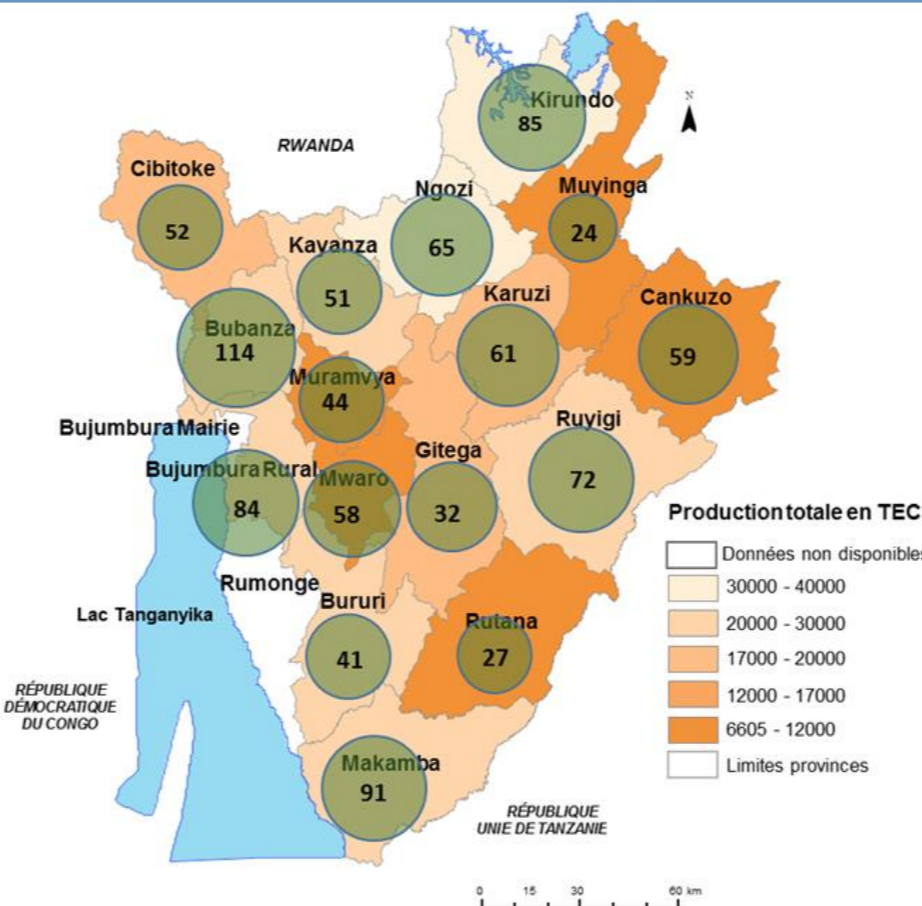 N
Kirundo
85
RWANDA
Cibitoke
52
Ngozi
65
Muyinga
24
Kayanza
51
Karuzi
61
Cankuzo
59
Bubanza
114
Muramvya
44
Bujumbura Mairie
Gitega
32
Ruyigi
72
Bujumbura Rural
84
Mwaro
58
Rumonge
Bururi
41
Lac Tanganyika
Rutana
27
RÉPUBLIQUE
DÉMOCRATIQUE
DU CONGO
Makamba
91
RÉPUBLIQUE
UNIE DE TANZANIE
Production totale en TEC
Données non disponibles
30000 - 40000
20000 - 30000
17000 - 20000
12000 - 17000
6605 - 12000
Limites provinces
0 15 30 60 km